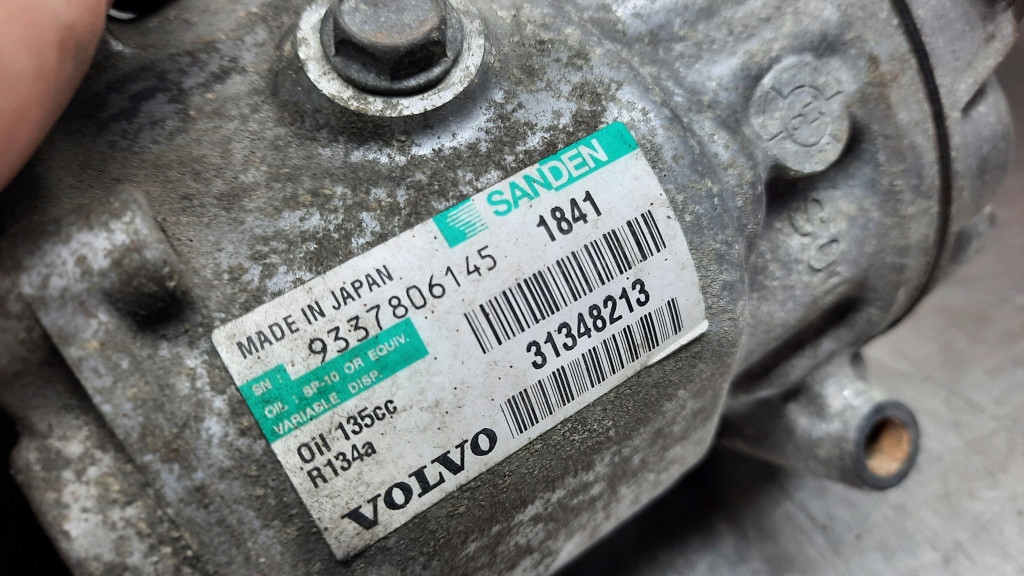 SANDEN
MADE IN JAPAN
1841
SN 9337806145
OIL : SP-10 OR EQUIV.
VARIABLE DISP.
31348213
Oil 135cc
R134a
VOLVO